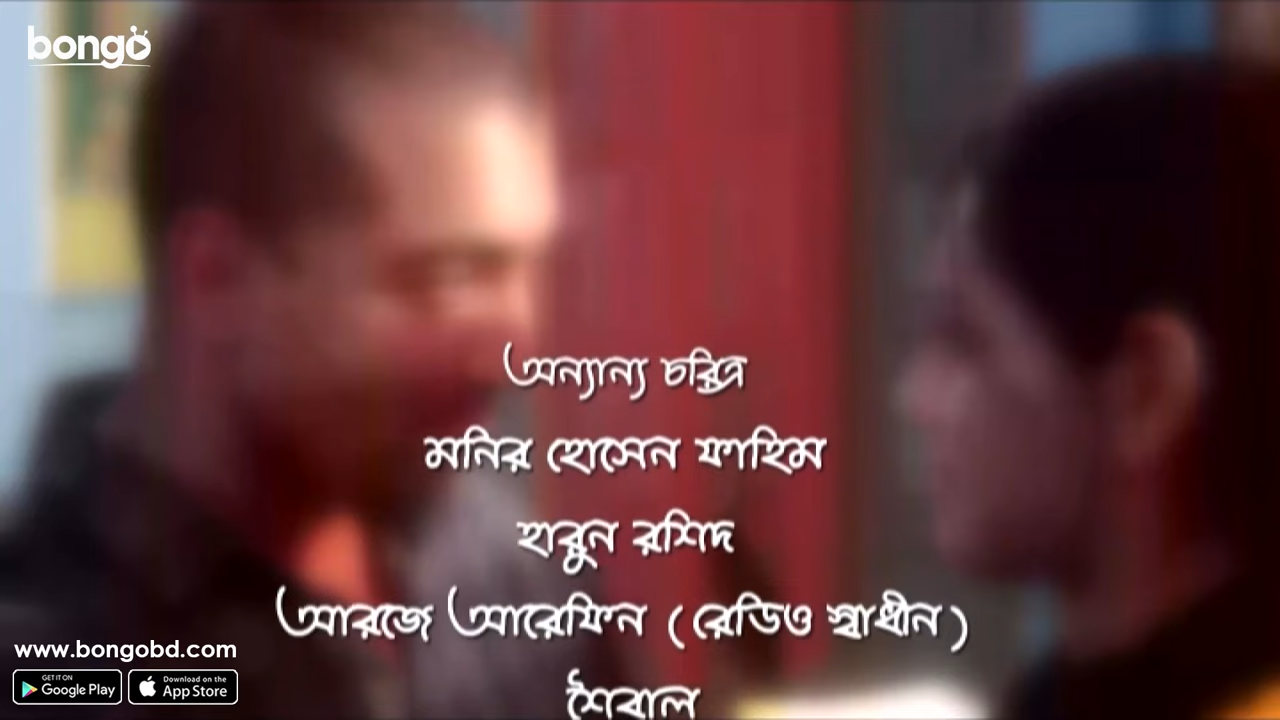 bongo
অন্যান্য চরিত্র
মনির হোসেন ফাহিম
হারুন রশিদ
আরজে আরেফিন (রেডিও স্বাধীন)
শৈবাল
www.bongobd.com
GET IT ON
Google Play
Download on the
App Store